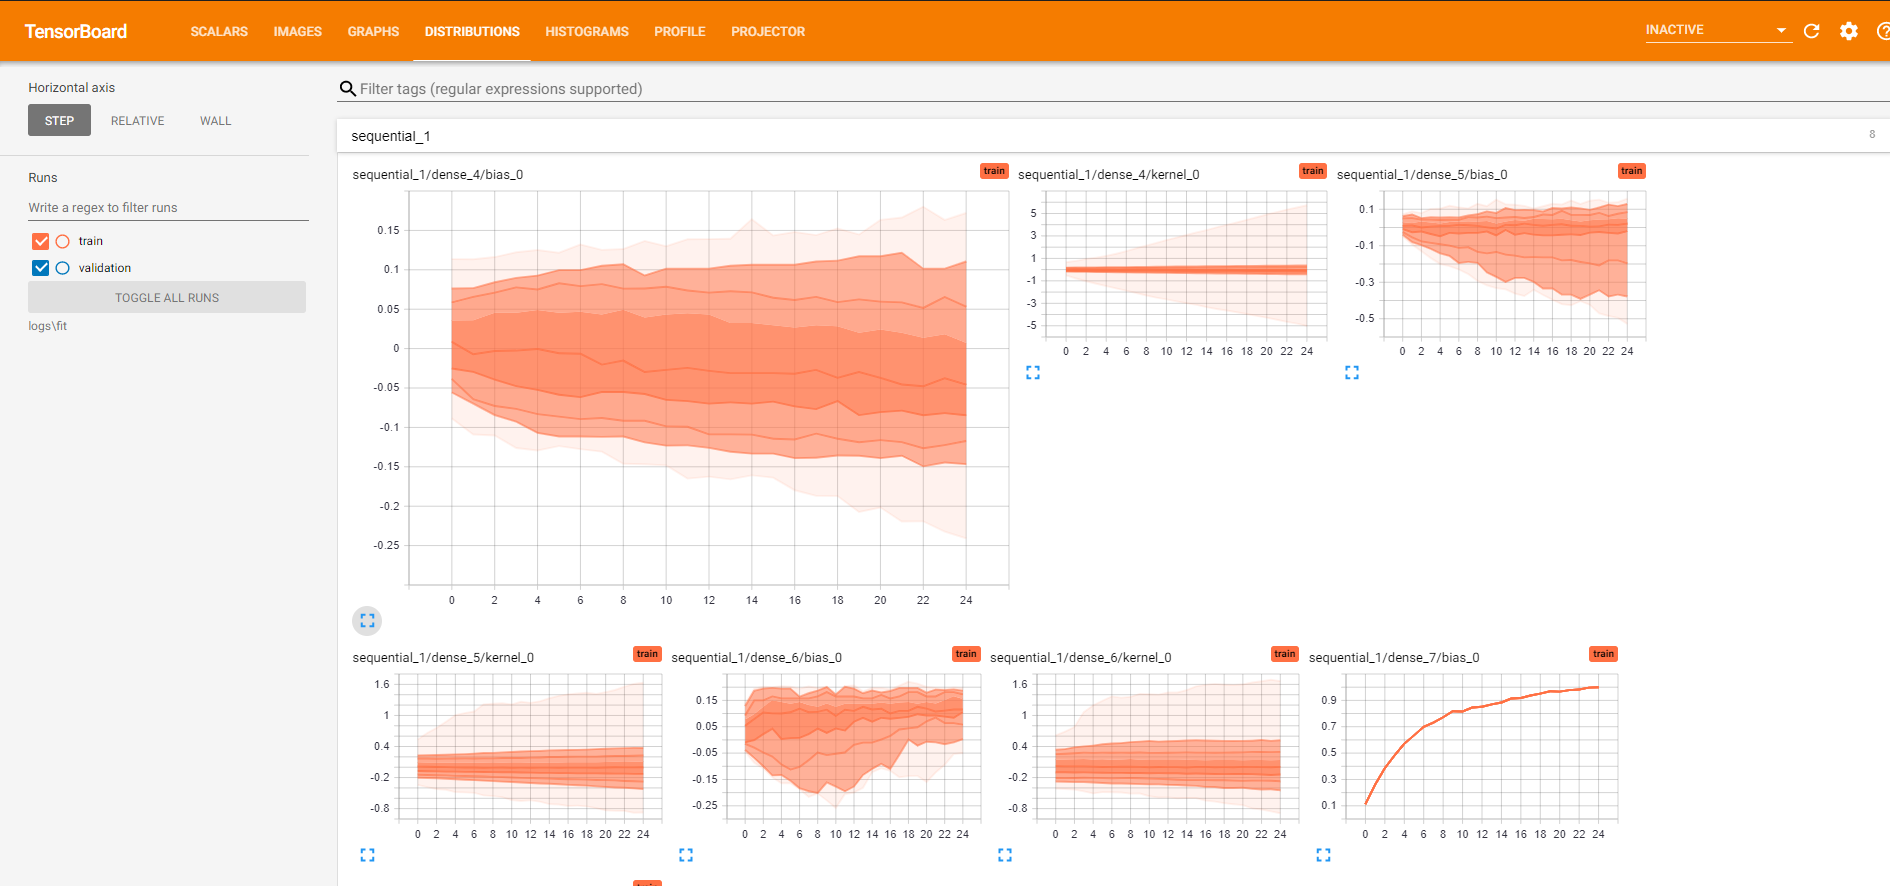 TensorBoard
SCALARS IMAGES GRAPHS DISTRIBUTIONS HISTOGRAMS PROFILE PROJECTOR
INACTIVE
Horizontal axis
STEP RELATIVE WALL
Runs
Write a regex to filter runs
train
validation
TOGGLE ALL RUNS
logs\fit
Filter tags (regular expressions supported)
sequential_1 8
sequential_1/dense_4/bias_0 train
0.15
0.1
0.05
0
-0.05
-0.1
-0.15
-0.2
-0.25
0 2 4 6 8 10 12 14 16 18 20 22 24
sequential_1/dense_4/kernel_0 train
5
3
1
-1
-3
-5
0 2 4 6 8 10 12 14 16 18 20 22 24
sequential_1/dense_5/bias_0 train
0.1
-0.1
-0.3
-0.5
0 2 4 6 8 10 12 14 16 18 20 22 24
sequential_1/dense_5/kernel_0 train
1.6
1
0.4
-0.2
-0.8
0 2 4 6 8 10 12 14 16 18 20 22 24
sequential_1/dense_6/bias_0 train
0.15
0.05
-0.05
-0.15
-0.25
0 2 4 6 8 10 12 14 16 18 20 22 24
sequential_1/dense_6/kernel_0 train
1.6
1
0.4
-0.2
-0.8
0 2 4 6 8 10 12 14 16 18 20 22 24
sequential_1/dense_7/bias_0 train
0.9
0.7
0.5
0.3
0.1
0 2 4 6 8 10 12 14 16 18 20 22 24